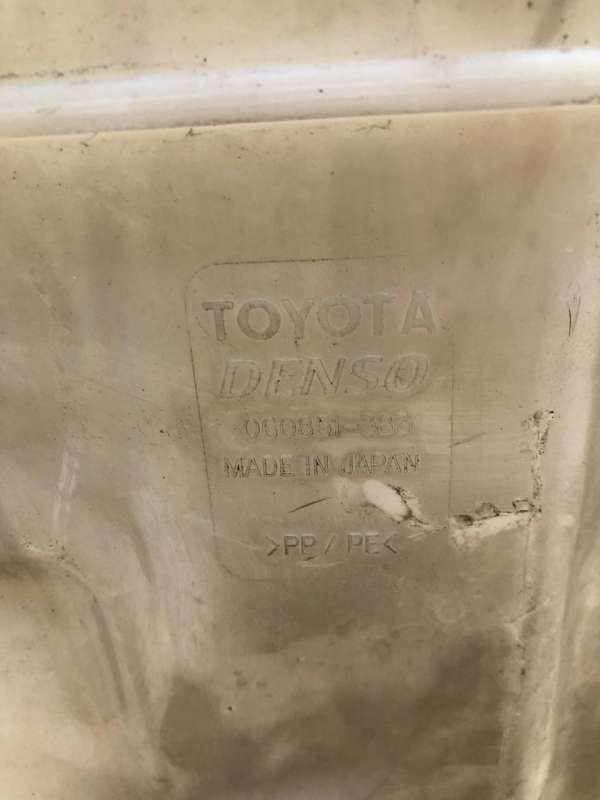 TOYOTA
DENSO
MADE IN JAPAN
>PP / PE<